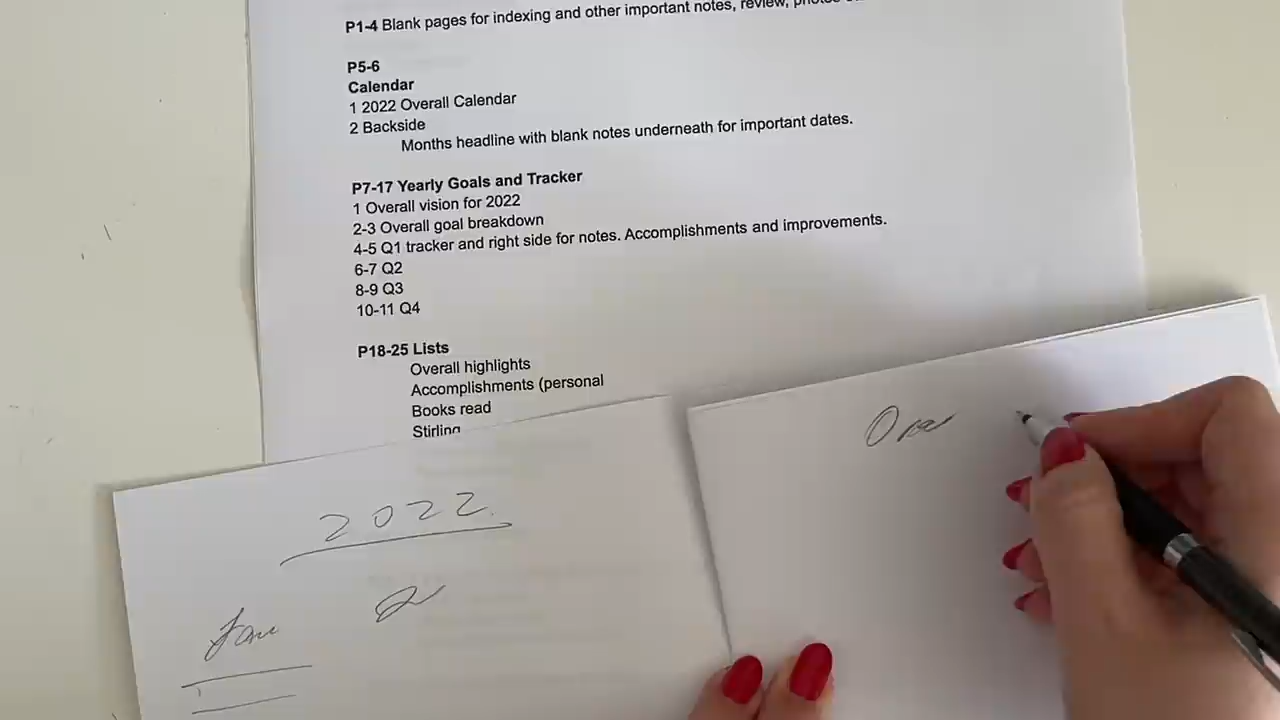 P1-4 Blank pages for indexing and other important notes, review, photos
P5-6
Calendar
1 2022 Overall Calendar
2 Backside
Months headline with blank notes underneath for important dates.
P7-17 Yearly Goals and Tracker
1 Overall vision for 2022
2-3 Overall goal breakdown
4-5 Q1 tracker and right side for notes. Accomplishments and improvements.
6-7 Q2
8-9 Q3
10-11 Q4
P18-25 Lists
Overall highlights
Accomplishments (personal
Books read
Stirling
2022
Jan
Over